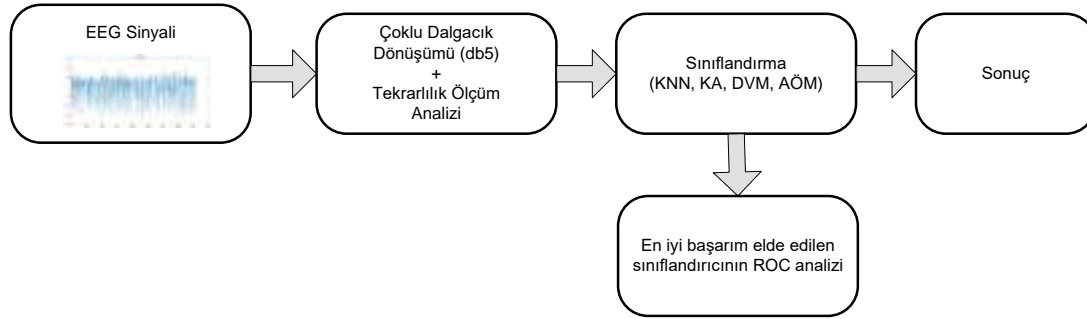 EEG Sinyali
Çoklu Dalgacık
Dönüşümü (db5)
+
Tekrarlılık Ölçüm
Analizi
Sınıflandırma
(KNN, KA, DVM, AÖM)
Sonuç
En iyi başarım elde edilen
sınıflandırıcının ROC analizi